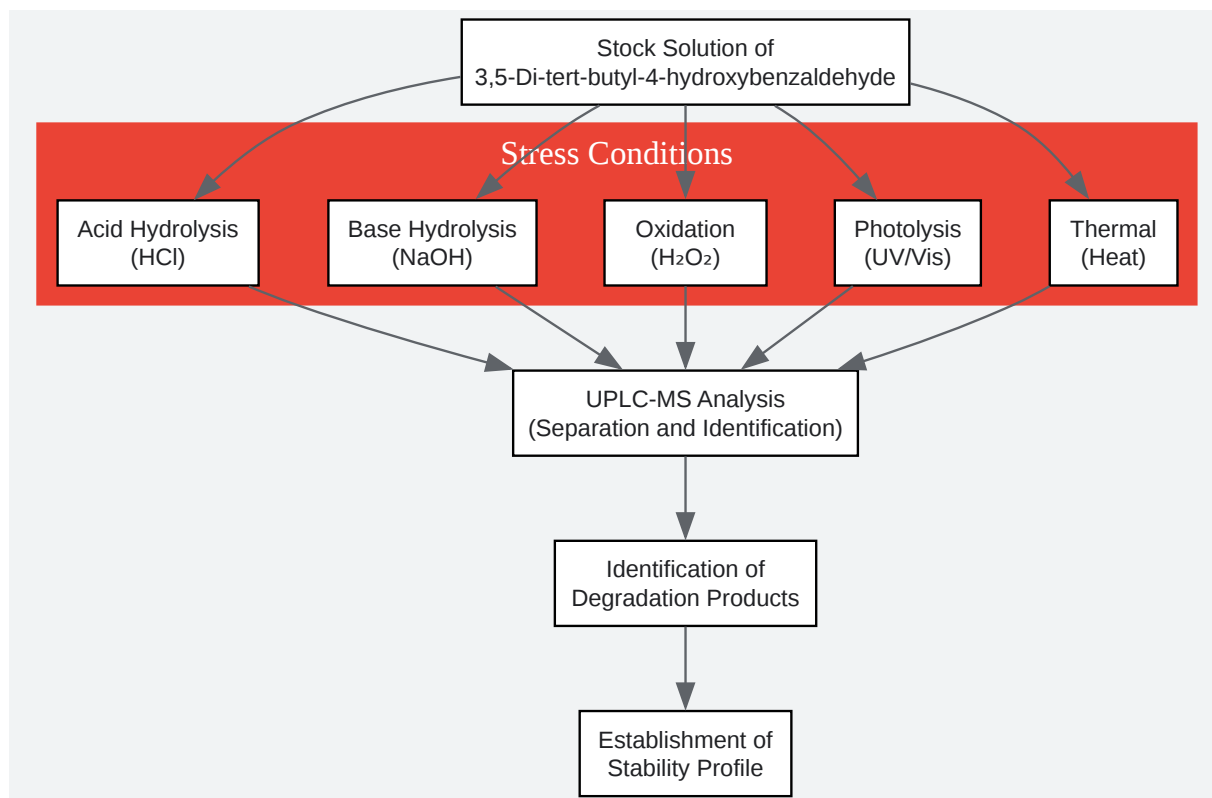 Stock Solution of
3,5-Di-tert-butyl-4-hydroxybenzaldehyde
Stress Conditions
Acid Hydrolysis
(HCl)
Base Hydrolysis
(NaOH)
Oxidation
(H₂O₂)
Photolysis
(UV/Vis)
Thermal
(Heat)
UPLC-MS Analysis
(Separation and Identification)
Identification of
Degradation Products
Establishment of
Stability Profile